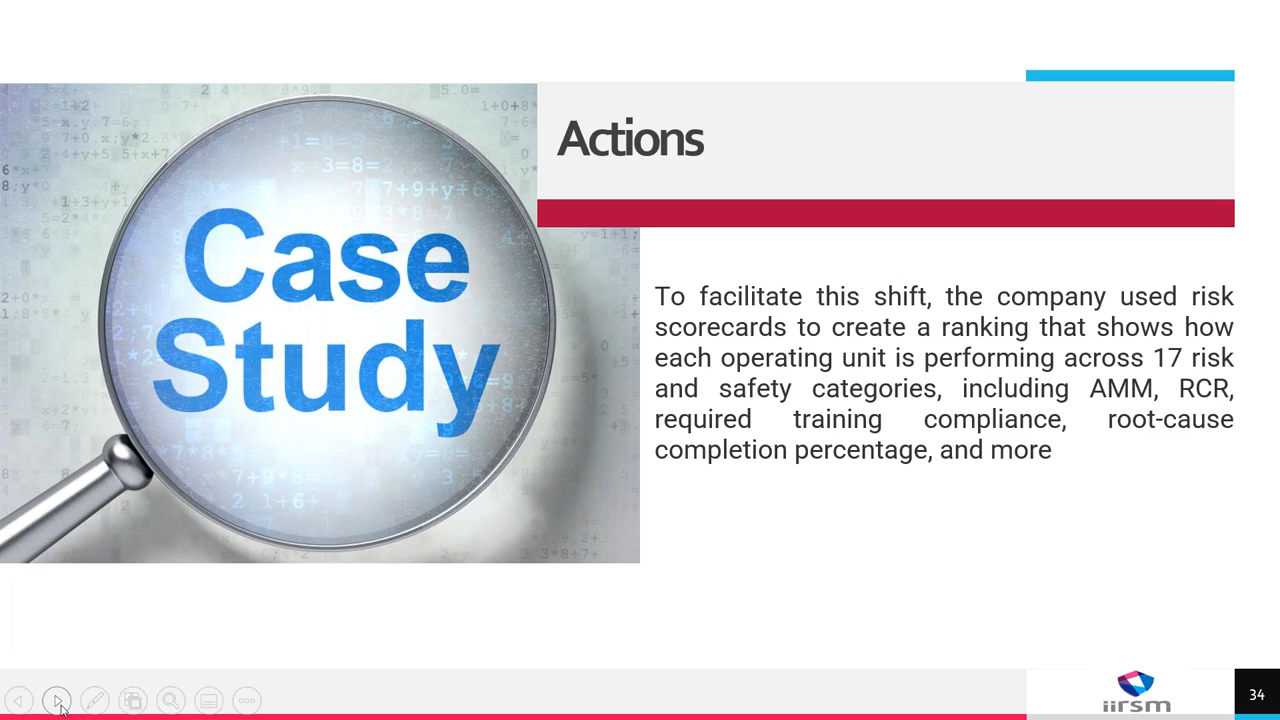 Actions
Case
Study
To facilitate this shift, the company used risk
scorecards to create a ranking that shows how
each operating unit is performing across 17 risk
and safety categories, including AMM, RCR,
required training compliance, root-cause
completion percentage, and more
iirsm
34